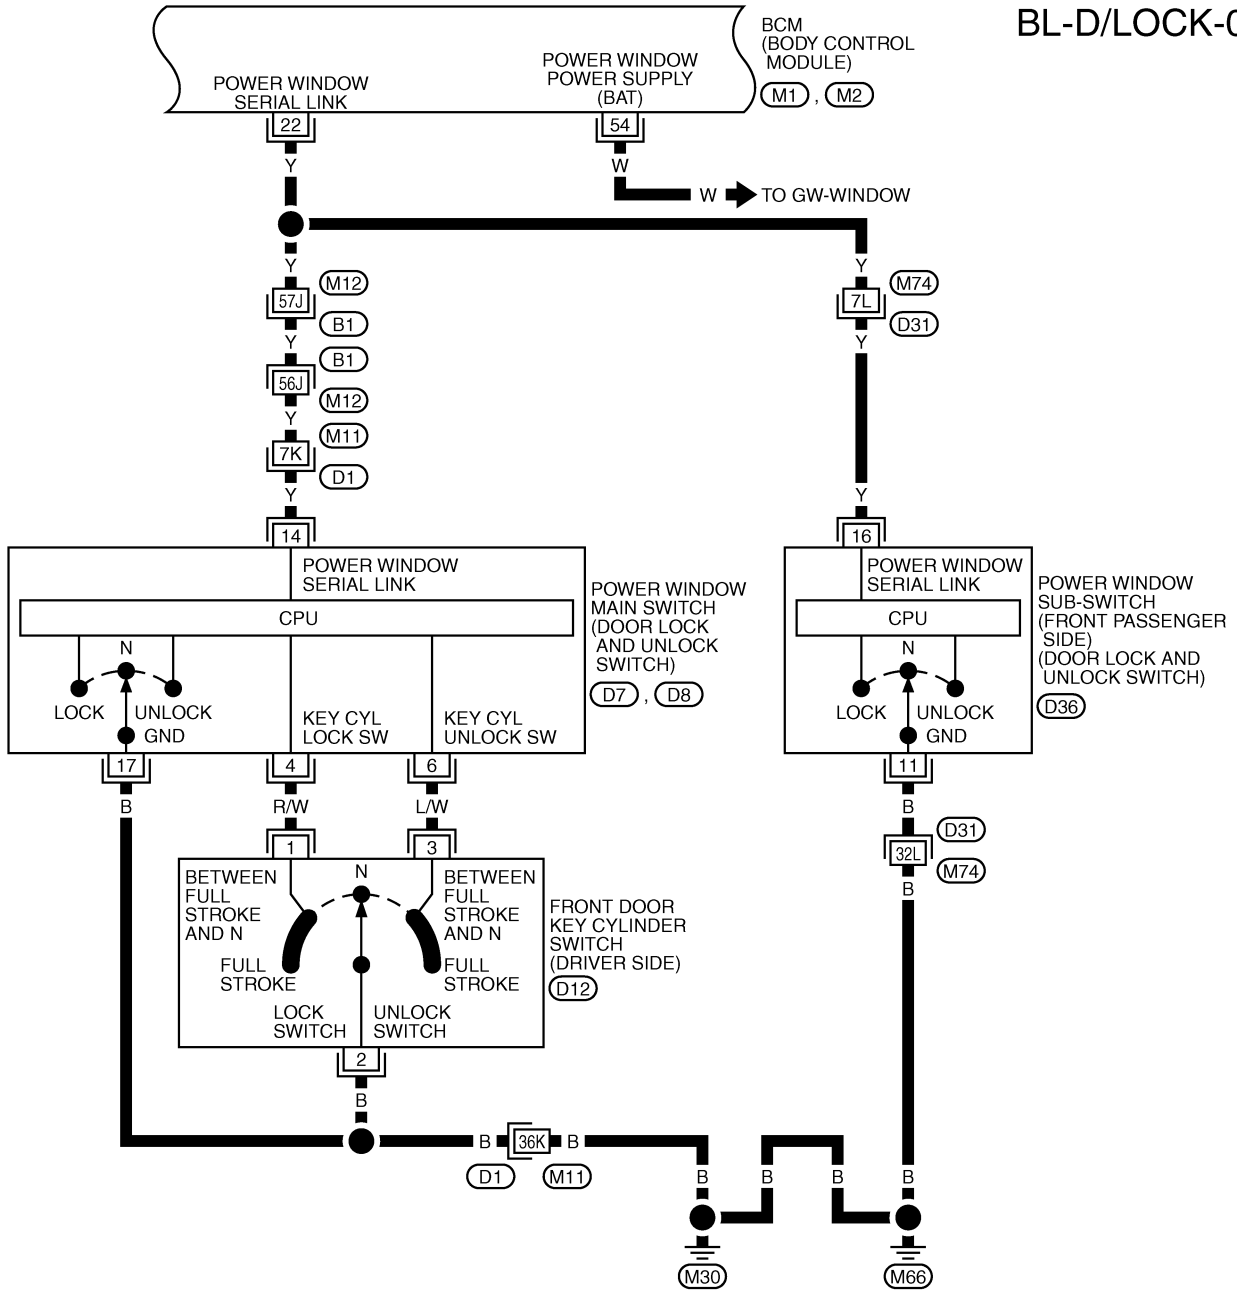 BL-D/LOCK-0
BCM
(BODY CONTROL
MODULE)
M1 , M2
POWER WINDOW
SERIAL LINK
POWER WINDOW
POWER SUPPLY
(BAT)
22
54
Y
W
W
TO GW-WINDOW
Y
Y
M12
57J
B1
M74
7L
D31
Y
Y
B1
56J
M12
Y
M11
7K
D1
Y
Y
14
16
POWER WINDOW
SERIAL LINK
CPU
N
LOCK
UNLOCK
GND
KEY CYL
LOCK SW
KEY CYL
UNLOCK SW
POWER WINDOW
MAIN SWITCH
(DOOR LOCK
AND UNLOCK
SWITCH)
D7 , D8
POWER WINDOW
SERIAL LINK
CPU
N
LOCK
UNLOCK
GND
POWER WINDOW
SUB-SWITCH
(FRONT PASSENGER
SIDE)
(DOOR LOCK AND
UNLOCK SWITCH)
D36
17
4
6
11
B
R/W
L/W
B
1
3
D31
32L
M74
B
BETWEEN
FULL
STROKE
AND N
N
BETWEEN
FULL
STROKE
AND N
FULL
STROKE
FULL
STROKE
LOCK
SWITCH
UNLOCK
SWITCH
FRONT DOOR
KEY CYLINDER
SWITCH
(DRIVER SIDE)
D12
2
B
B
36K
B
D1
M11
B
B
B
B
M30
M66